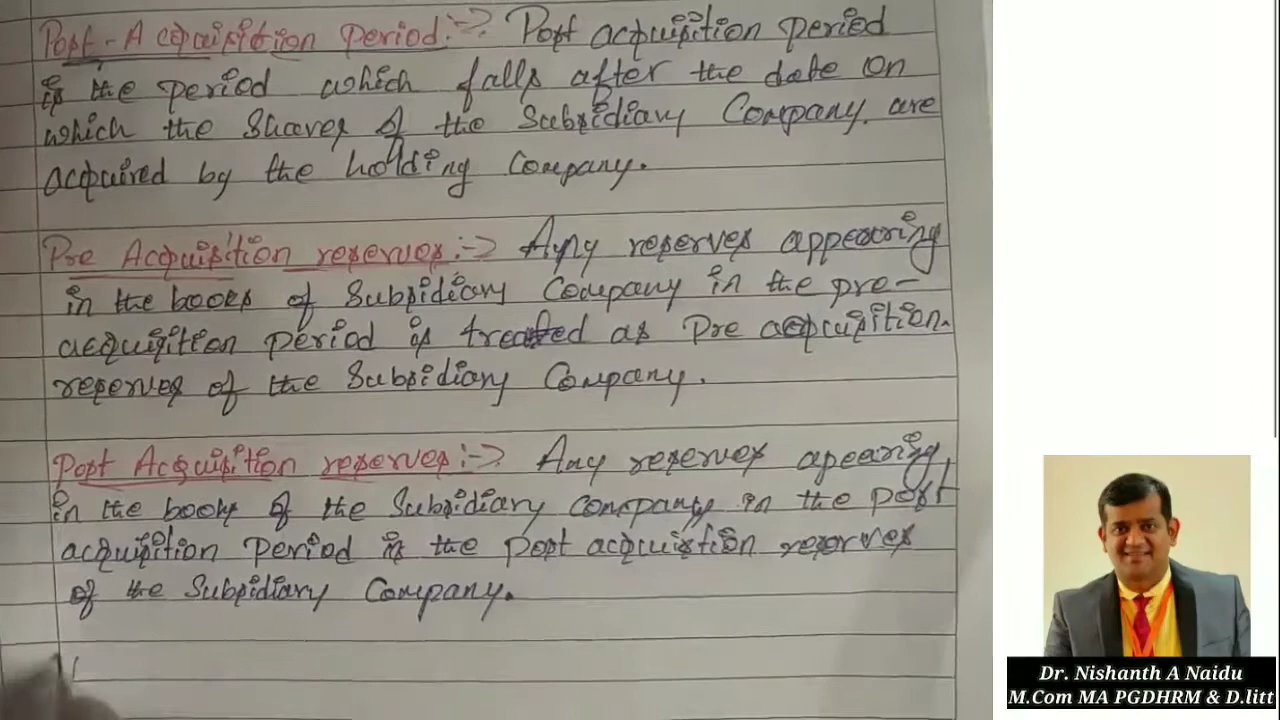 Post-Acquisition period:-> Post acquisition period
is the period which falls after the date on
which the Shares of the Subsidiary Company. are
acquired by the holding Company.
Pre Acquisition reserves:-> Any reserves appearing
in the books of Subsidiary Company in the pre-
acquisition period is treated as Pre acquisition.
reserves of the Subsidiary Company.
Post Acquisition reserves:-> Any reserves apearing
in the books of the Subsidiary company in the post
acquisition Period is the Post acquisition reserves
of the Subsidiary Company.
Dr. Nishanth A Naidu
M.Com MA PGDHRM & D.litt